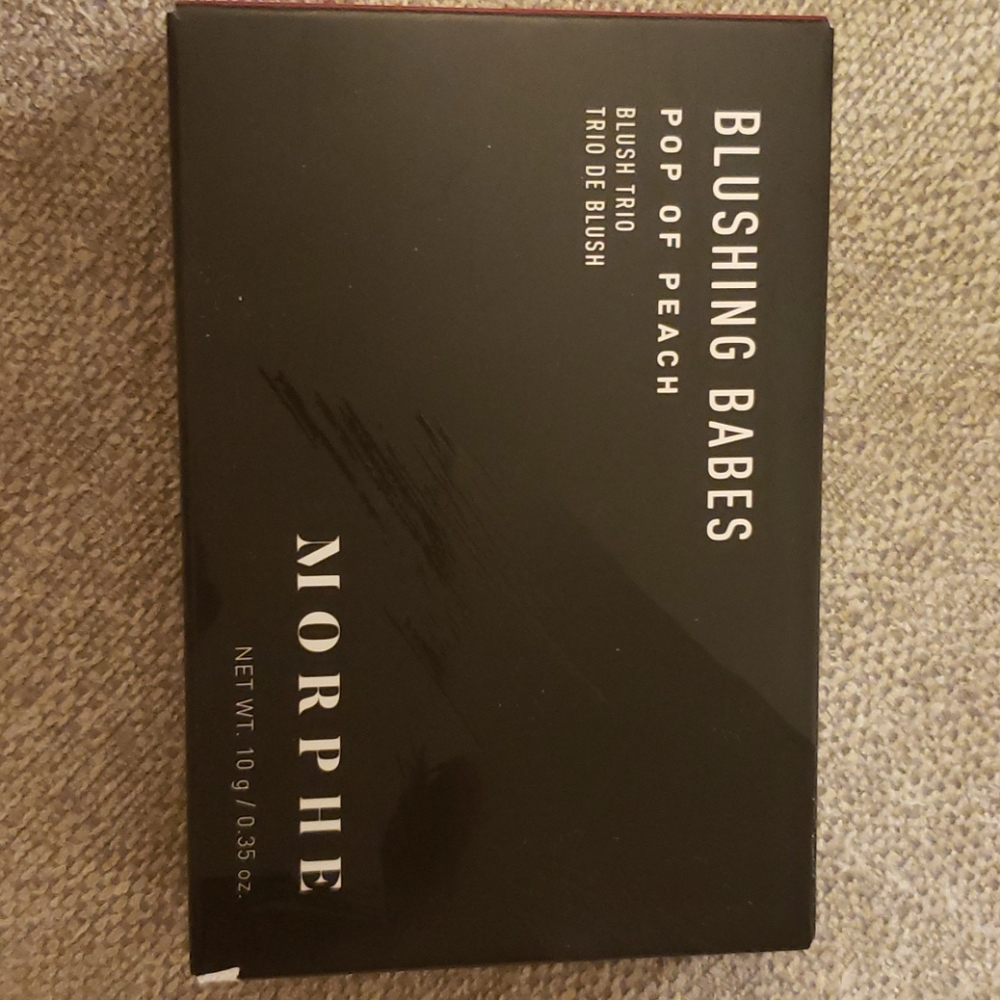 BLUSHING BABES
POP OF PEACH
BLUSH TRIO
TRIO DE BLUSH
MORPHE
NET WT. 10 g / 0.35 oz.